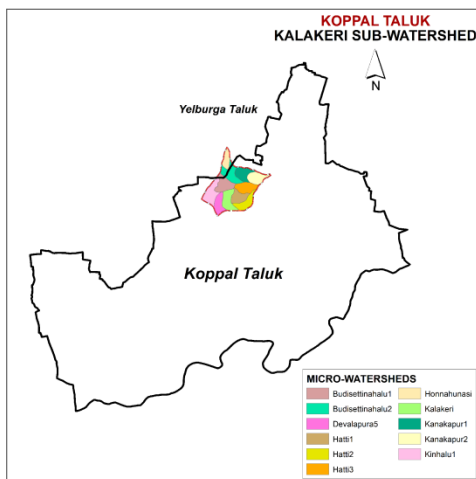 KOPPAL TALUK
KALAKERI SUB-WATERSHED
N
Yelburga Taluk
Koppal Taluk
MICRO-WATERSHEDS
Budisettinahalu1
Honnahunasi
Budisettinahalu2
Kalakeri
Devalapura5
Kanakapur1
Hatti1
Kanakapur2
Hatti2
Kinhalu1
Hatti3